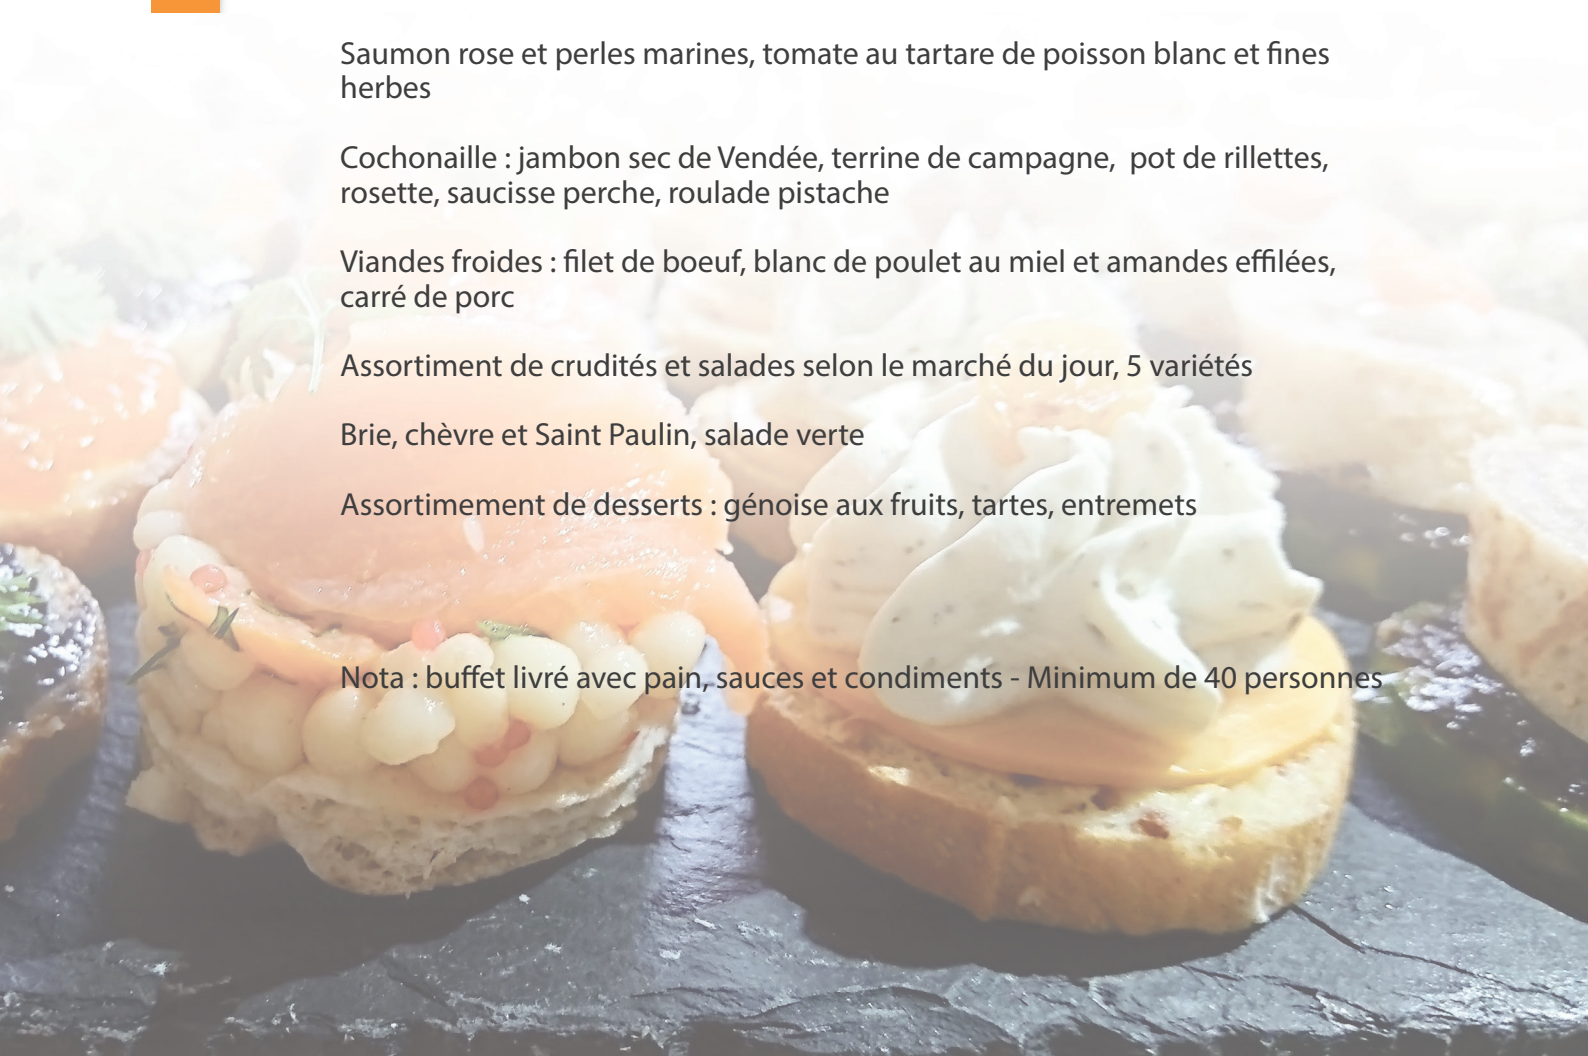 Saumon rose et perles marines, tomate au tartare de poisson blanc et fines
herbes
Cochonaille : jambon sec de Vendée, terrine de campagne,  pot de rillettes,
rosette, saucisse perche, roulade pistache
Viandes froides : filet de boeuf, blanc de poulet au miel et amandes effilées,
carré de porc
Assortiment de crudités et salades selon le marché du jour, 5 variétés
Brie, chèvre et Saint Paulin, salade verte
Assortimement de desserts : génoise aux fruits, tartes, entremets
Nota : buffet livré avec pain, sauces et condiments - Minimum de 40 personnes